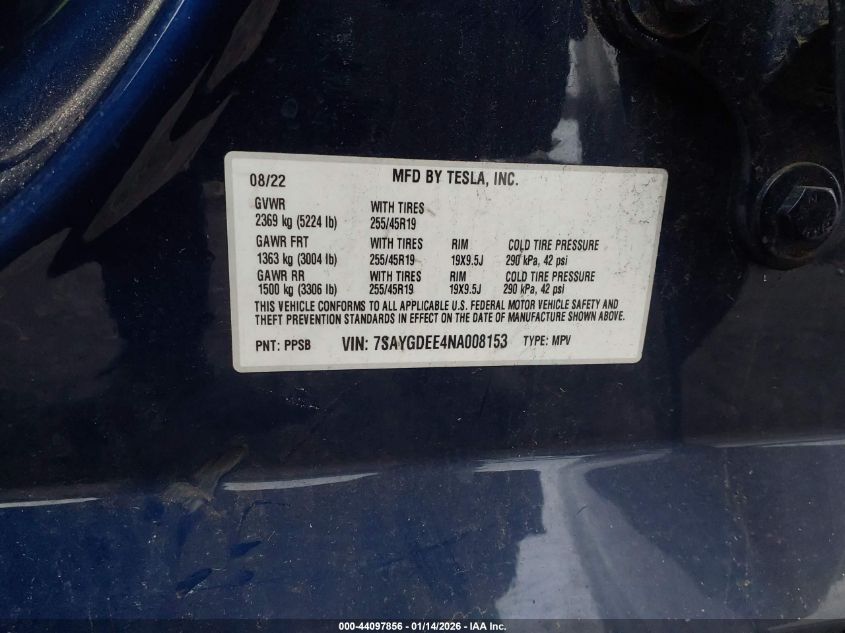 08/22 MFD BY TESLA, INC.
GVWR WITH TIRES
2369 kg (5224 lb) 255/45R19
GAWR FRT WITH TIRES RIM COLD TIRE PRESSURE
1363 kg (3004 lb) 255/45R19 19X9.5J 290 kPa, 42 psi
GAWR RR WITH TIRES RIM COLD TIRE PRESSURE
1500 kg (3306 lb) 255/45R19 19X9.5J 290 kPa, 42 psi
THIS VEHICLE CONFORMS TO ALL APPLICABLE U.S. FEDERAL MOTOR VEHICLE SAFETY AND
THEFT PREVENTION STANDARDS IN EFFECT ON THE DATE OF MANUFACTURE SHOWN ABOVE.
PNT: PPSB VIN: 7SAYGDEE4NA008153 TYPE: MPV
000-44097856 - 01/14/2026 - IAA Inc.